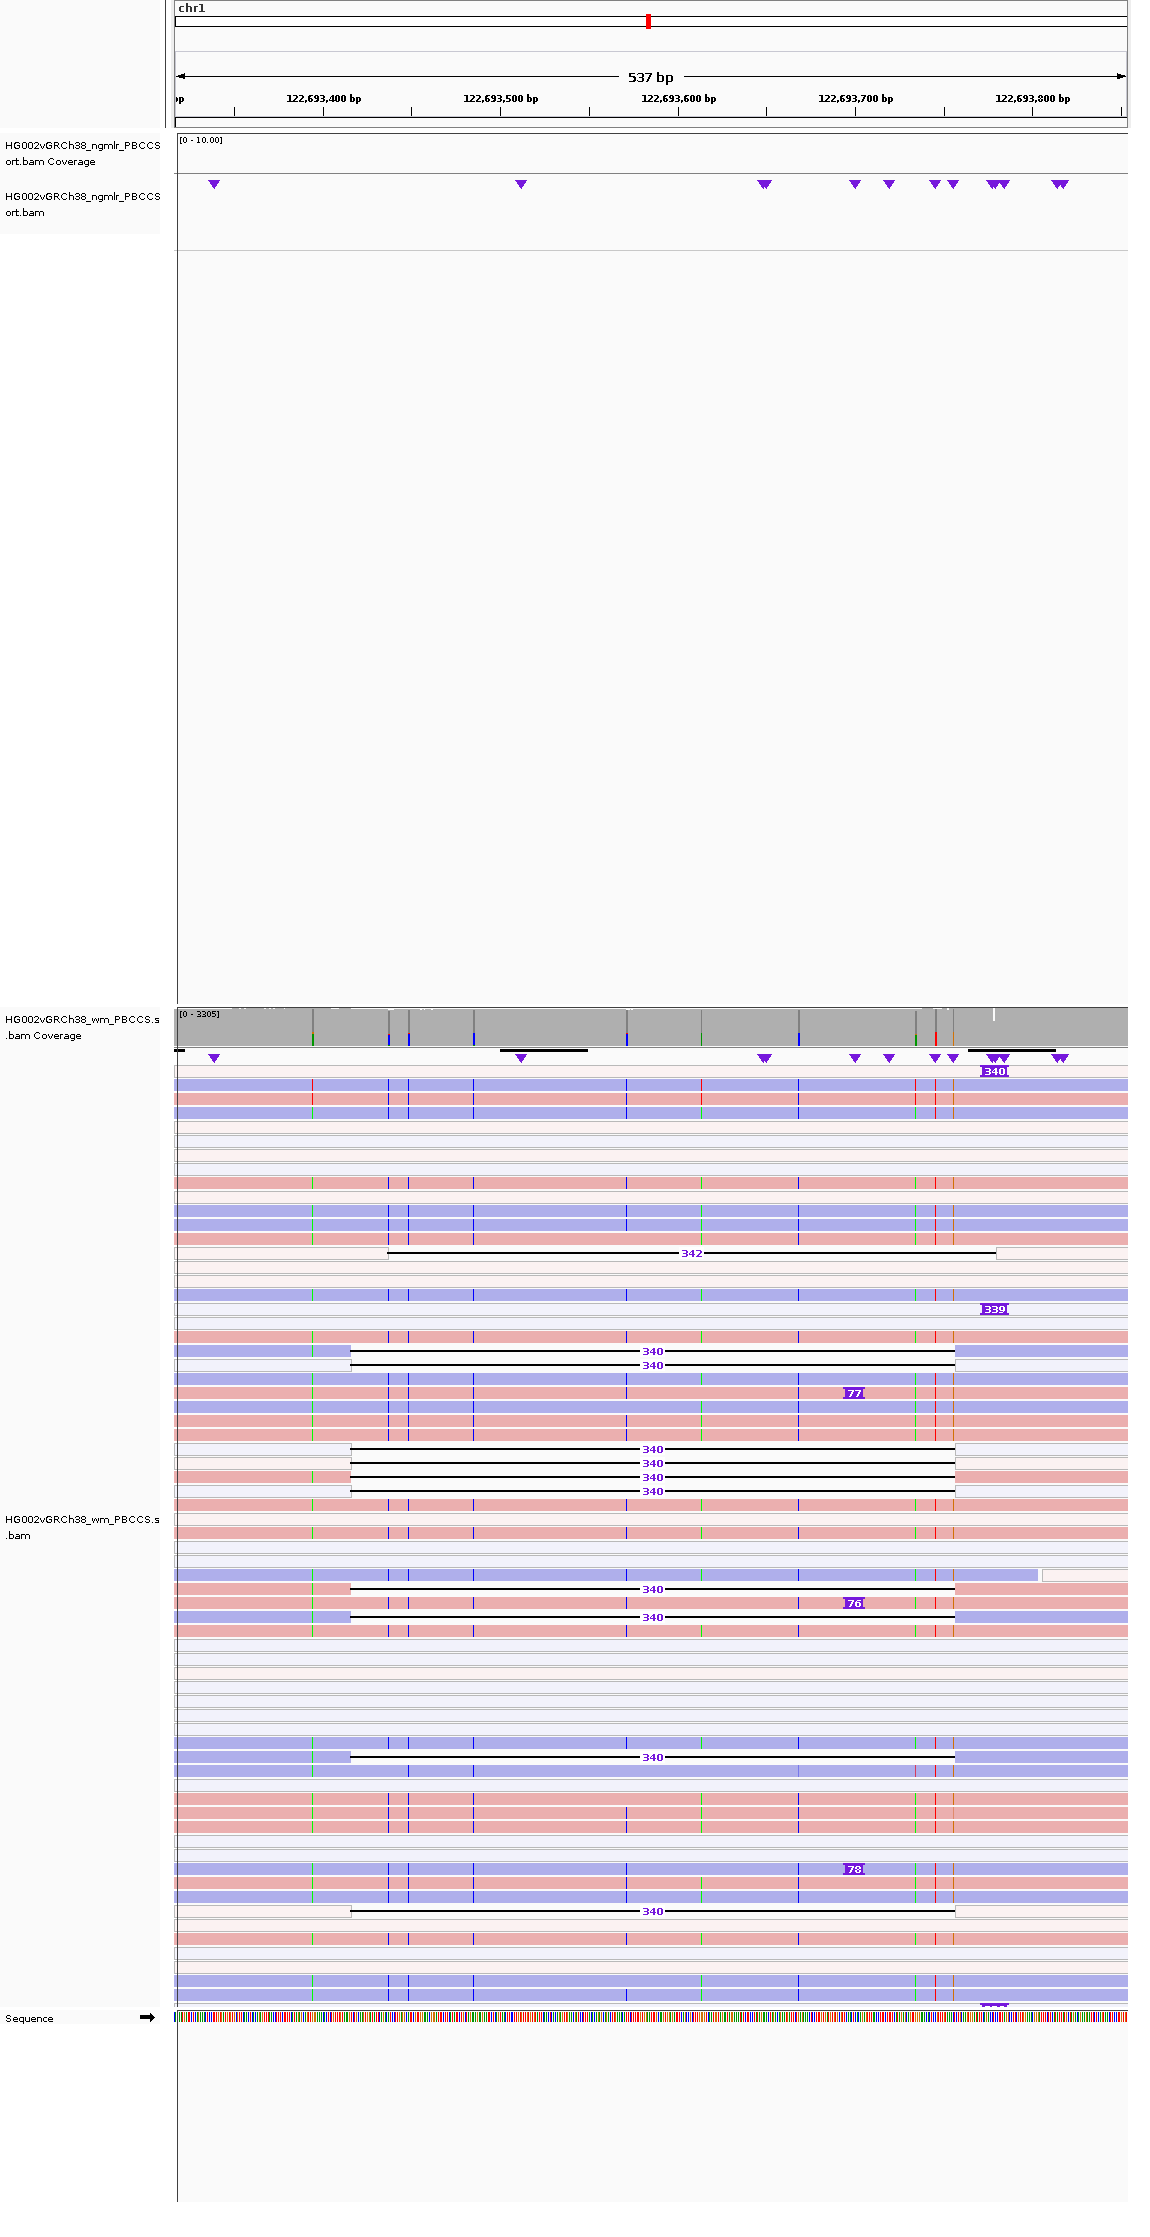 chr1
537 bp
bp
122,693,400 bp
122,693,500 bp
122,693,600 bp
122,693,700 bp
122,693,800 bp
HG002vGRCh38_ngmlr_PBCCS
ort.bam Coverage
[0 - 10.00]
HG002vGRCh38_ngmlr_PBCCS
ort.bam
HG002vGRCh38_wm_PBCCS.s
.bam Coverage
[0 - 3305]
340
342
339
340
340
77
340
340
340
340
HG002vGRCh38_wm_PBCCS.s
.bam
340
76
340
340
78
340
Sequence